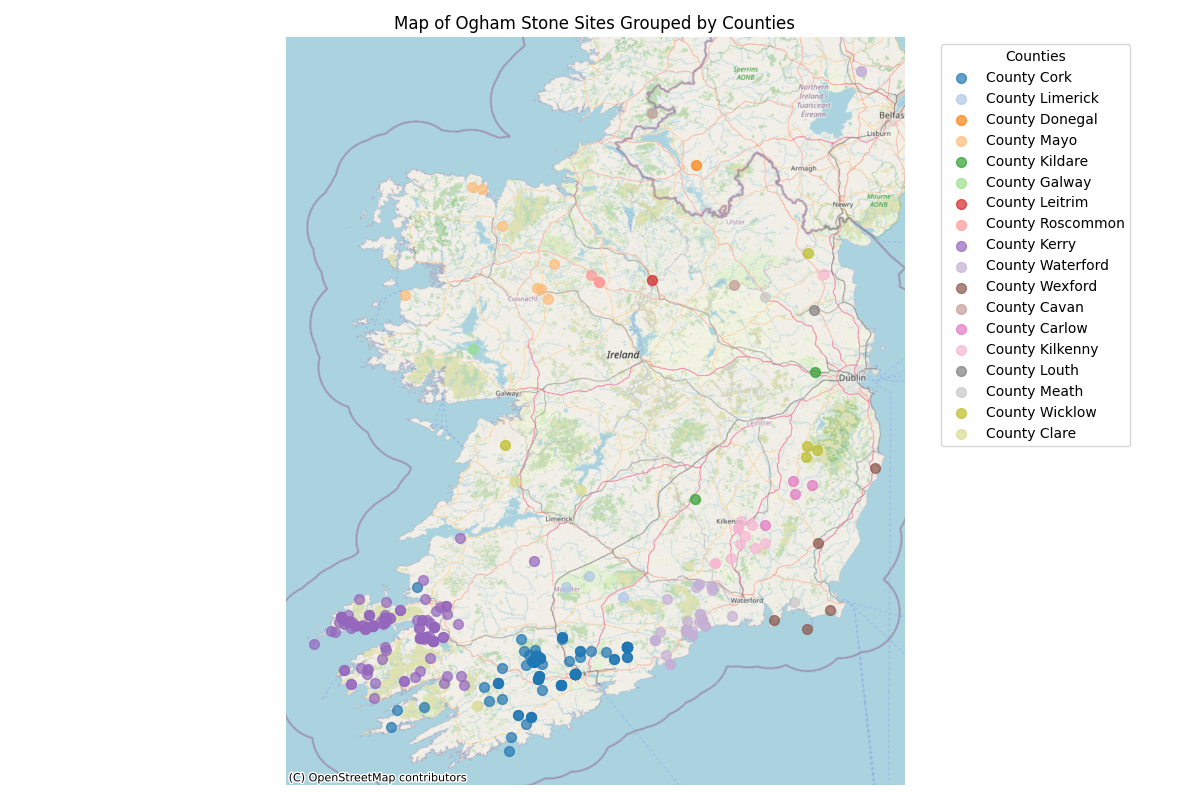 Map of Ogham Stone Sites Grouped by Counties
Counties
County Cork
County Limerick
County Donegal
County Mayo
County Kildare
County Galway
County Leitrim
County Roscommon
County Kerry
County Waterford
County Wexford
County Cavan
County Carlow
County Kilkenny
County Louth
County Meath
County Wicklow
County Clare
Sperrins
AONB
Northern
Ireland /
Tuaisceart
Éireann
Belfas
Lisburn
Armagh
Mourne
AONB
Newry
Ulster
Connacht
Ireland
Dublin
Galway
Leinster
Limerick
Kilkenny
Munster
Waterford
(C) OpenStreetMap contributors